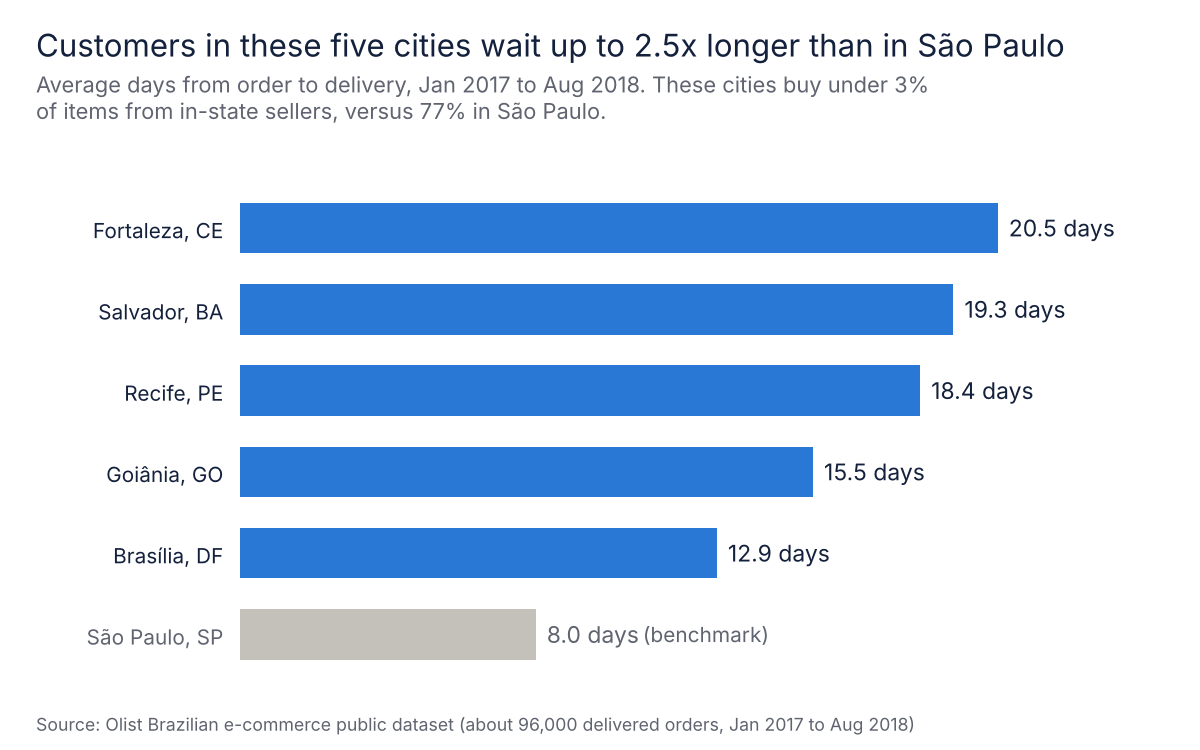 Customers in these five cities wait up to 2.5x longer than in São Paulo
Average days from order to delivery, Jan 2017 to Aug 2018. These cities buy under 3%
of items from in-state sellers, versus 77% in São Paulo.
Fortaleza, CE 20.5 days
Salvador, BA 19.3 days
Recife, PE 18.4 days
Goiânia, GO 15.5 days
Brasília, DF 12.9 days
São Paulo, SP 8.0 days (benchmark)
Source: Olist Brazilian e-commerce public dataset (about 96,000 delivered orders, Jan 2017 to Aug 2018)